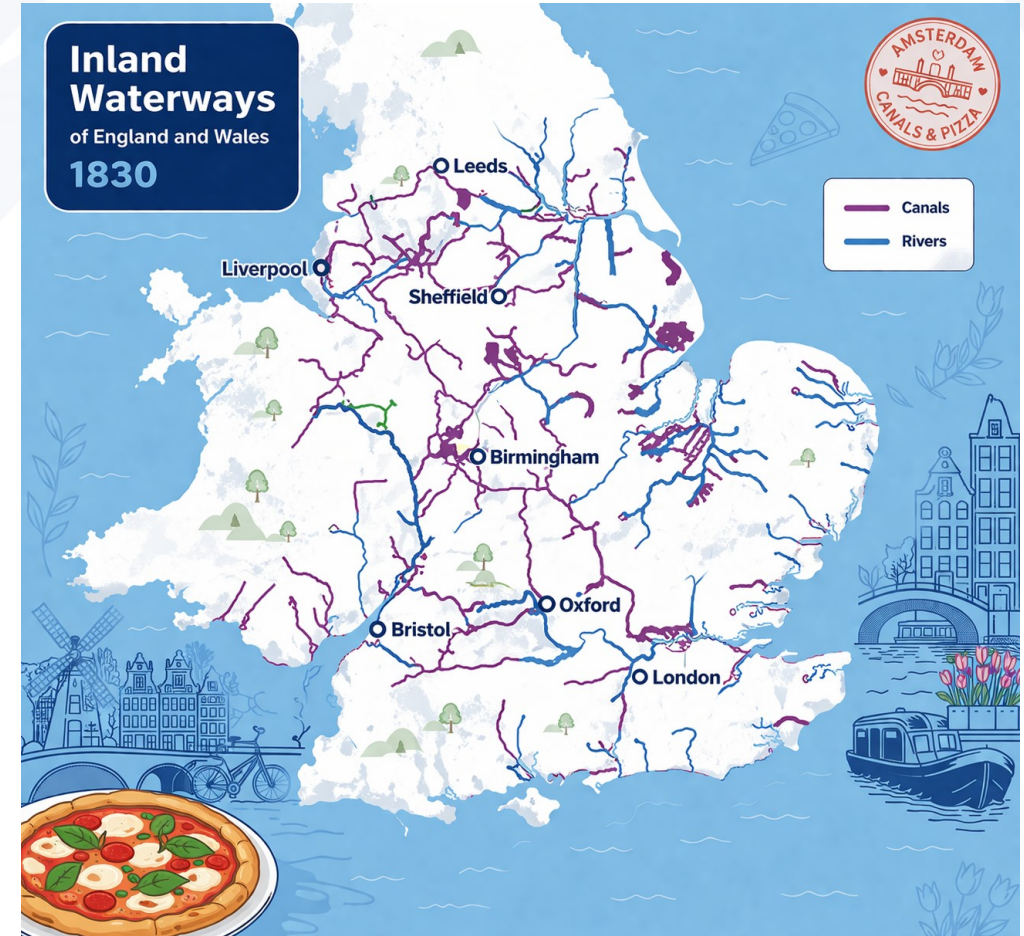 Inland
Waterways
of England and Wales
1830
AMSTERDAM
CANALS & PIZZA
Canals
Rivers
Leeds
Liverpool
Sheffield
Birmingham
Oxford
Bristol
London